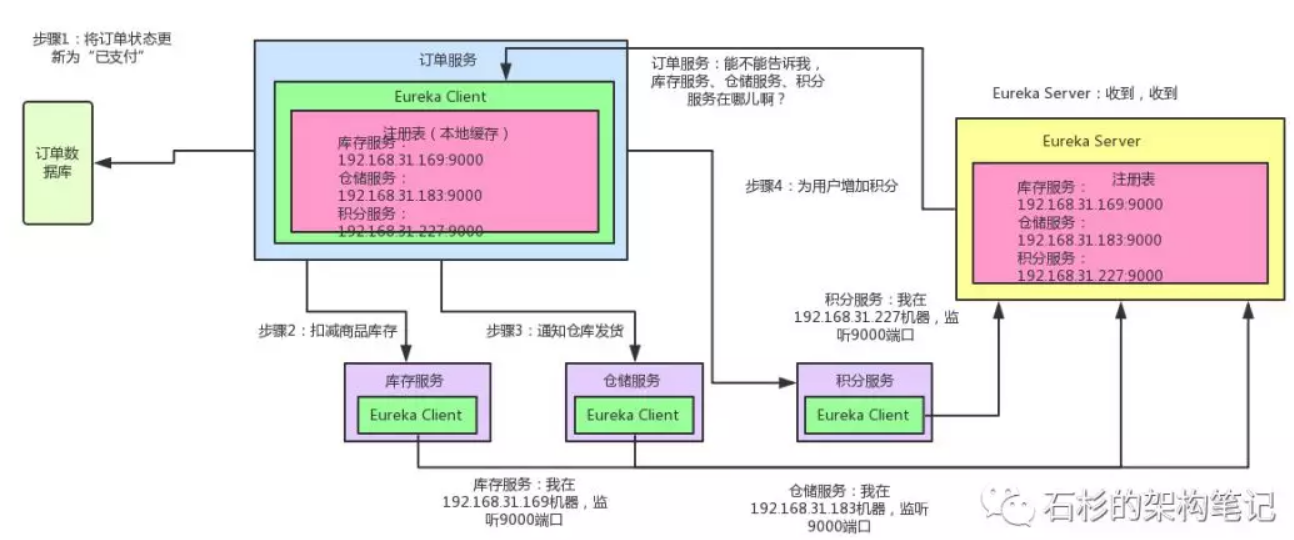 步骤1：将订单状态更
新为“已支付”
订单数
据库
订单服务
Eureka Client
注册表（本地缓存）
库存服务：
192.168.31.169:9000
仓储服务：
192.168.31.183:9000
积分服务：
192.168.31.227:9000
订单服务：能不能告诉我，
库存服务、仓储服务、积分
服务在哪儿啊？
Eureka Server：收到，收到
Eureka Server
注册表
库存服务：
192.168.31.169:9000
仓储服务：
192.168.31.183:9000
积分服务：
192.168.31.227:9000
步骤4：为用户增加积分
步骤2：扣减商品库存
步骤3：通知仓库发货
积分服务：我在
192.168.31.227机器，监
听9000端口
库存服务
Eureka Client
仓储服务
Eureka Client
积分服务
Eureka Client
库存服务：我在
192.168.31.169机器，监
听9000端口
仓储服务：我在
192.168.31.183机器，监听
9000端口
石杉的架构笔记